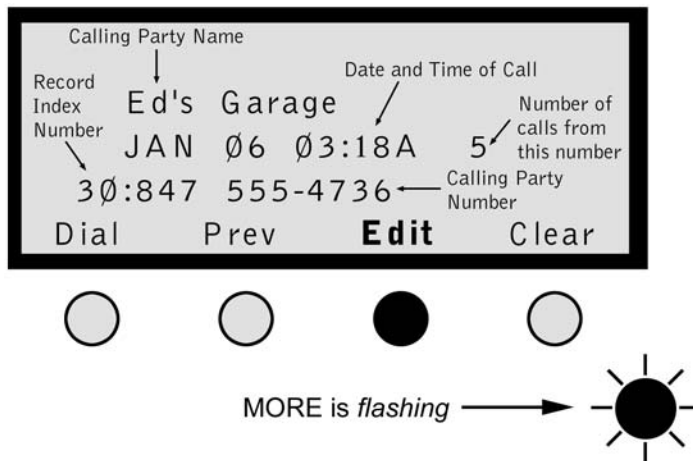 Calling Party Name
Date and Time of Call
Record
Index
Number
Number of
calls from
this number
Ed's Garage
JAN Ø6 Ø3:18A 5
3Ø:847 555-4736
Calling Party
Number
Dial Prev Edit Clear
MORE is flashing